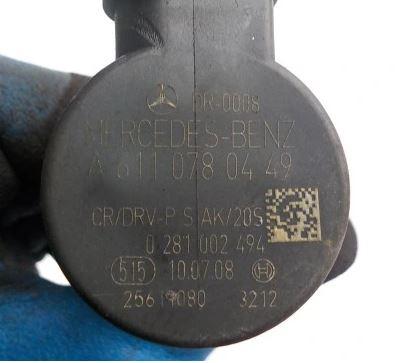 DR-0008
MERCEDES-BENZ
A 611 078 04 49
CR/DRV-P S AK/20S
0 281 002 494
515 10.07.08
25619080 3212